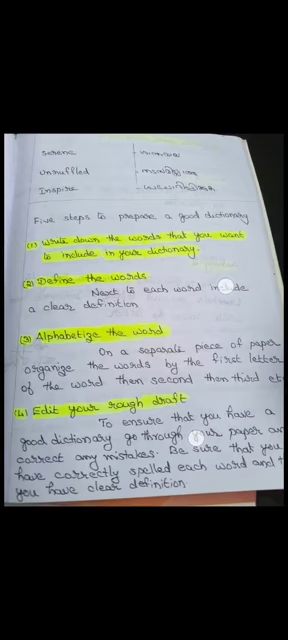 Serene -
Unruffled -
Inspire -
Five steps to prepare a good dictionary
(1) Write down the words that you want
to include in your dictionary.
(2) Define the words
Next to each word include
a clear definition
(3) Alphabetize the word
On a separate piece of paper
organize the words by the first letter
of the word then second then third etc
(4) Edit your rough draft
To ensure that you have a
good dictionary go through your paper an
correct any mistakes. Be sure that you
have correctly spelled each word and
you have clear definition